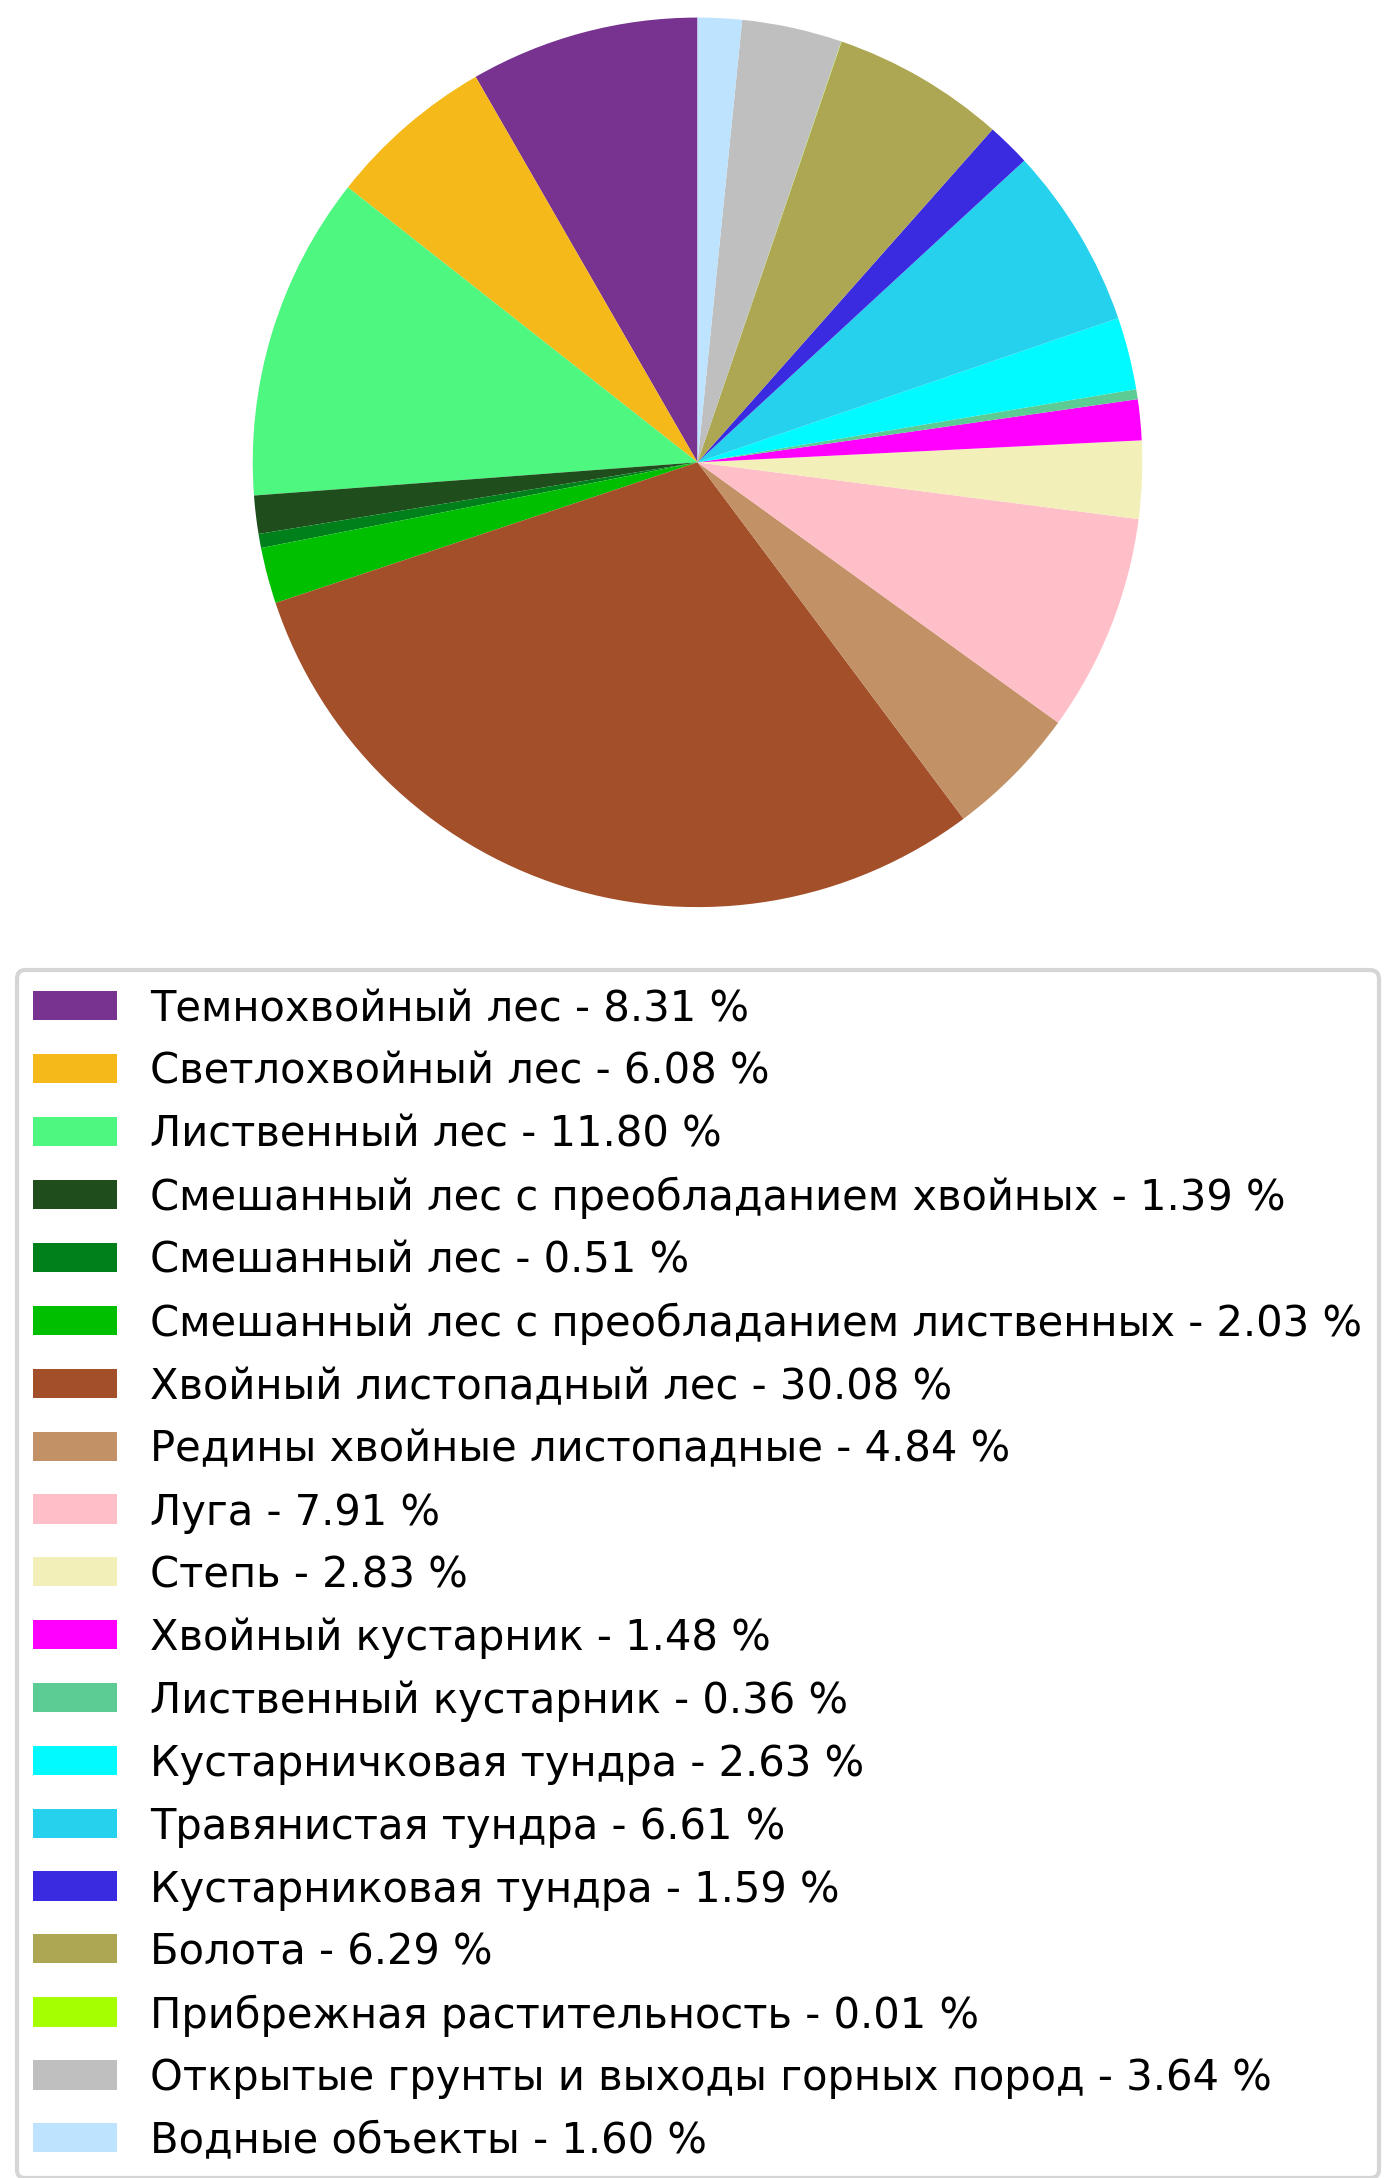 Темнохвойный лес - 8.31 %
Светлохвойный лес - 6.08 %
Лиственный лес - 11.80 %
Смешанный лес с преобладанием хвойных - 1.39 %
Смешанный лес - 0.51 %
Смешанный лес с преобладанием лиственных - 2.03 %
Хвойный листопадный лес - 30.08 %
Редины хвойные листопадные - 4.84 %
Луга - 7.91 %
Степь - 2.83 %
Хвойный кустарник - 1.48 %
Лиственный кустарник - 0.36 %
Кустарничковая тундра - 2.63 %
Травянистая тундра - 6.61 %
Кустарниковая тундра - 1.59 %
Болота - 6.29 %
Прибрежная растительность - 0.01 %
Открытые грунты и выходы горных пород - 3.64 %
Водные объекты - 1.60 %